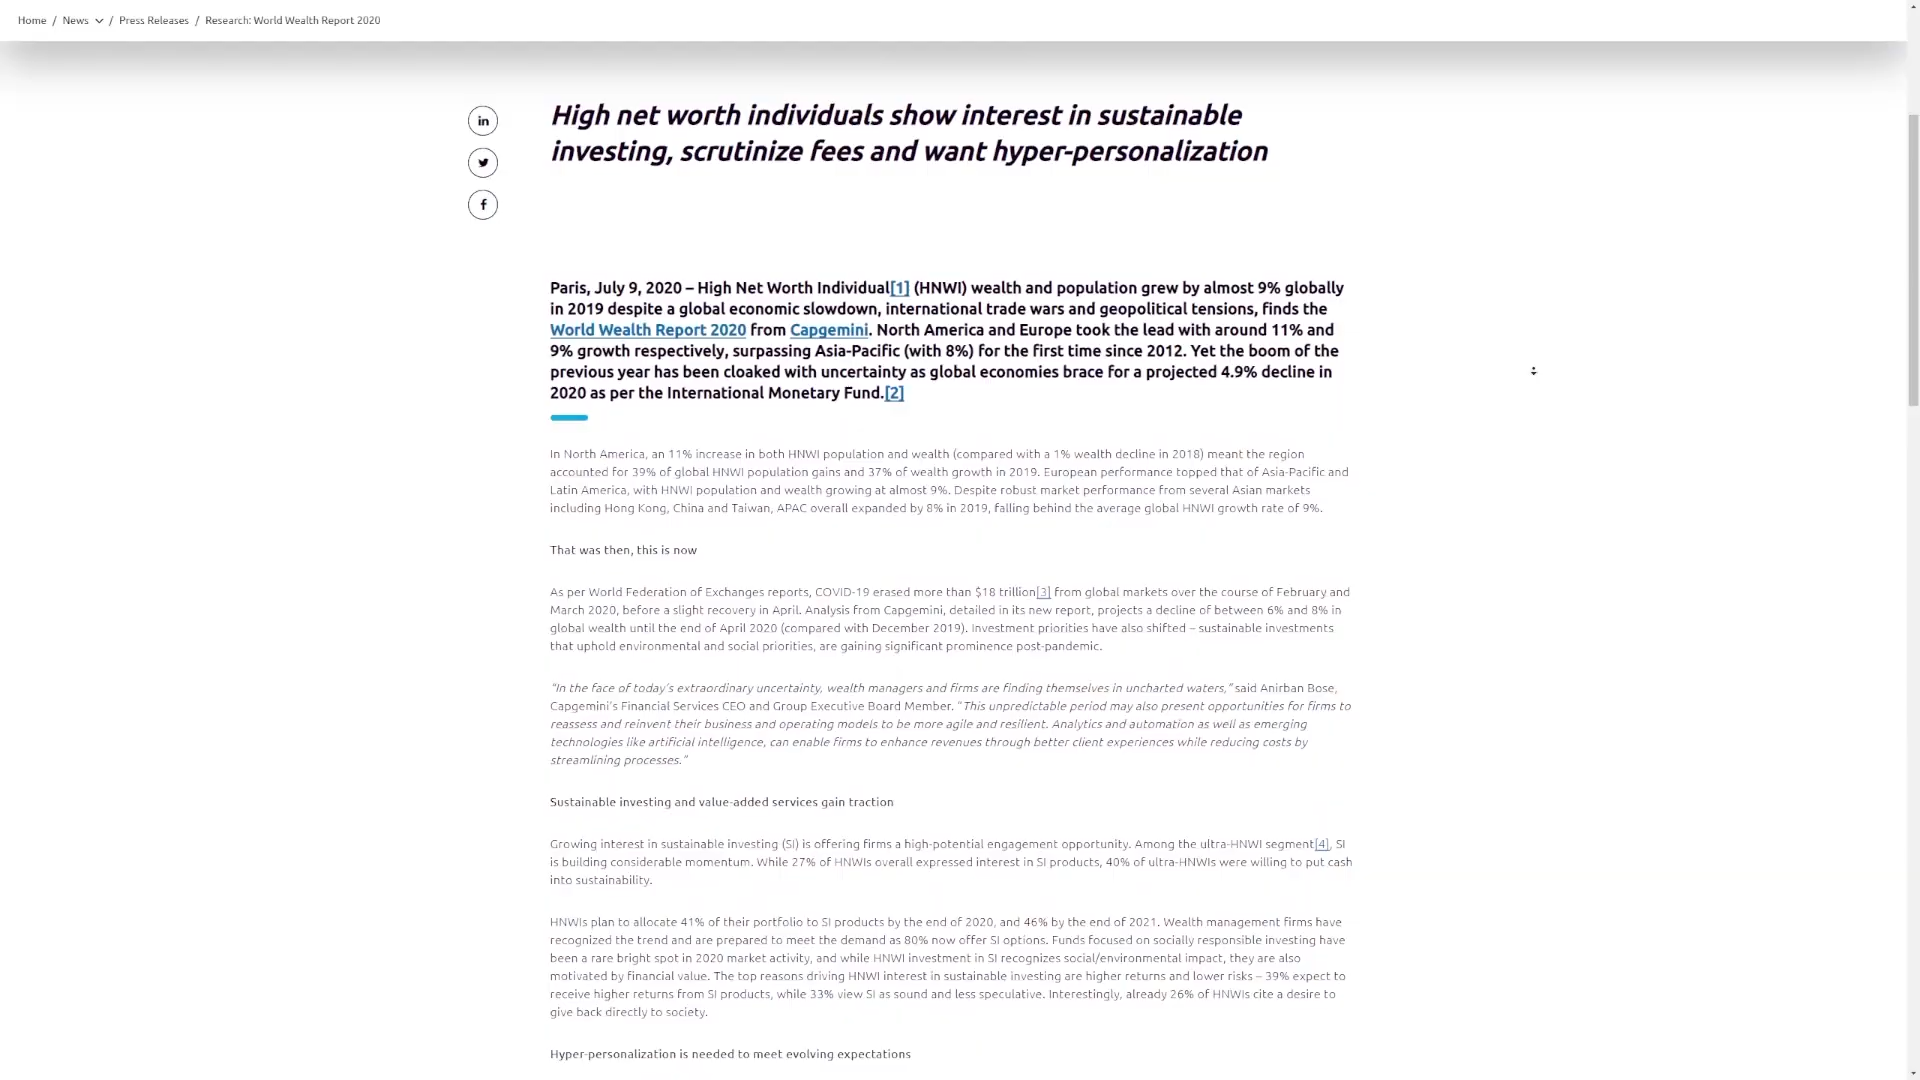 Home / News / Press Releases / Research: World Wealth Report 2020
High net worth individuals show interest in sustainable
investing, scrutinize fees and want hyper-personalization
Paris, July 9, 2020 – High Net Worth Individual[1] (HNWI) wealth and population grew by almost 9% globally
in 2019 despite a global economic slowdown, international trade wars and geopolitical tensions, finds the
World Wealth Report 2020 from Capgemini. North America and Europe took the lead with around 11% and
9% growth respectively, surpassing Asia-Pacific (with 8%) for the first time since 2012. Yet the boom of the
previous year has been cloaked with uncertainty as global economies brace for a projected 4.9% decline in
2020 as per the International Monetary Fund.[2]
In North America, an 11% increase in both HNWI population and wealth (compared with a 1% wealth decline in 2018) meant the region
accounted for 39% of global HNWI population gains and 37% of wealth growth in 2019. European performance topped that of Asia-Pacific and
Latin America, with HNWI population and wealth growing at almost 9%. Despite robust market performance from several Asian markets
including Hong Kong, China and Taiwan, APAC overall expanded by 8% in 2019, falling behind the average global HNWI growth rate of 9%.
That was then, this is now
As per World Federation of Exchanges reports, COVID-19 erased more than $18 trillion[3] from global markets over the course of February and
March 2020, before a slight recovery in April. Analysis from Capgemini, detailed in its new report, projects a decline of between 6% and 8% in
global wealth until the end of April 2020 (compared with December 2019). Investment priorities have also shifted – sustainable investments
that uphold environmental and social priorities, are gaining significant prominence post-pandemic.
“In the face of today’s extraordinary uncertainty, wealth managers and firms are finding themselves in uncharted waters,” said Anirban Bose,
Capgemini’s Financial Services CEO and Group Executive Board Member. “This unpredictable period may also present opportunities for firms to
reassess and reinvent their business and operating models to be more agile and resilient. Analytics and automation as well as emerging
technologies like artificial intelligence, can enable firms to enhance revenues through better client experiences while reducing costs by
streamlining processes.”
Sustainable investing and value-added services gain traction
Growing interest in sustainable investing (SI) is offering firms a high-potential engagement opportunity. Among the ultra-HNWI segment[4], SI
is building considerable momentum. While 27% of HNWIs overall expressed interest in SI products, 40% of ultra-HNWIs were willing to put cash
into sustainability.
HNWIs plan to allocate 41% of their portfolio to SI products by the end of 2020, and 46% by the end of 2021. Wealth management firms have
recognized the trend and are prepared to meet the demand as 80% now offer SI options. Funds focused on socially responsible investing have
been a rare bright spot in 2020 market activity, and while HNWI investment in SI recognizes social/environmental impact, they are also
motivated by financial value. The top reasons driving HNWI interest in sustainable investing are higher returns and lower risks – 39% expect to
receive higher returns from SI products, while 33% view SI as sound and less speculative. Interestingly, already 26% of HNWIs cite a desire to
give back directly to society.
Hyper-personalization is needed to meet evolving expectations